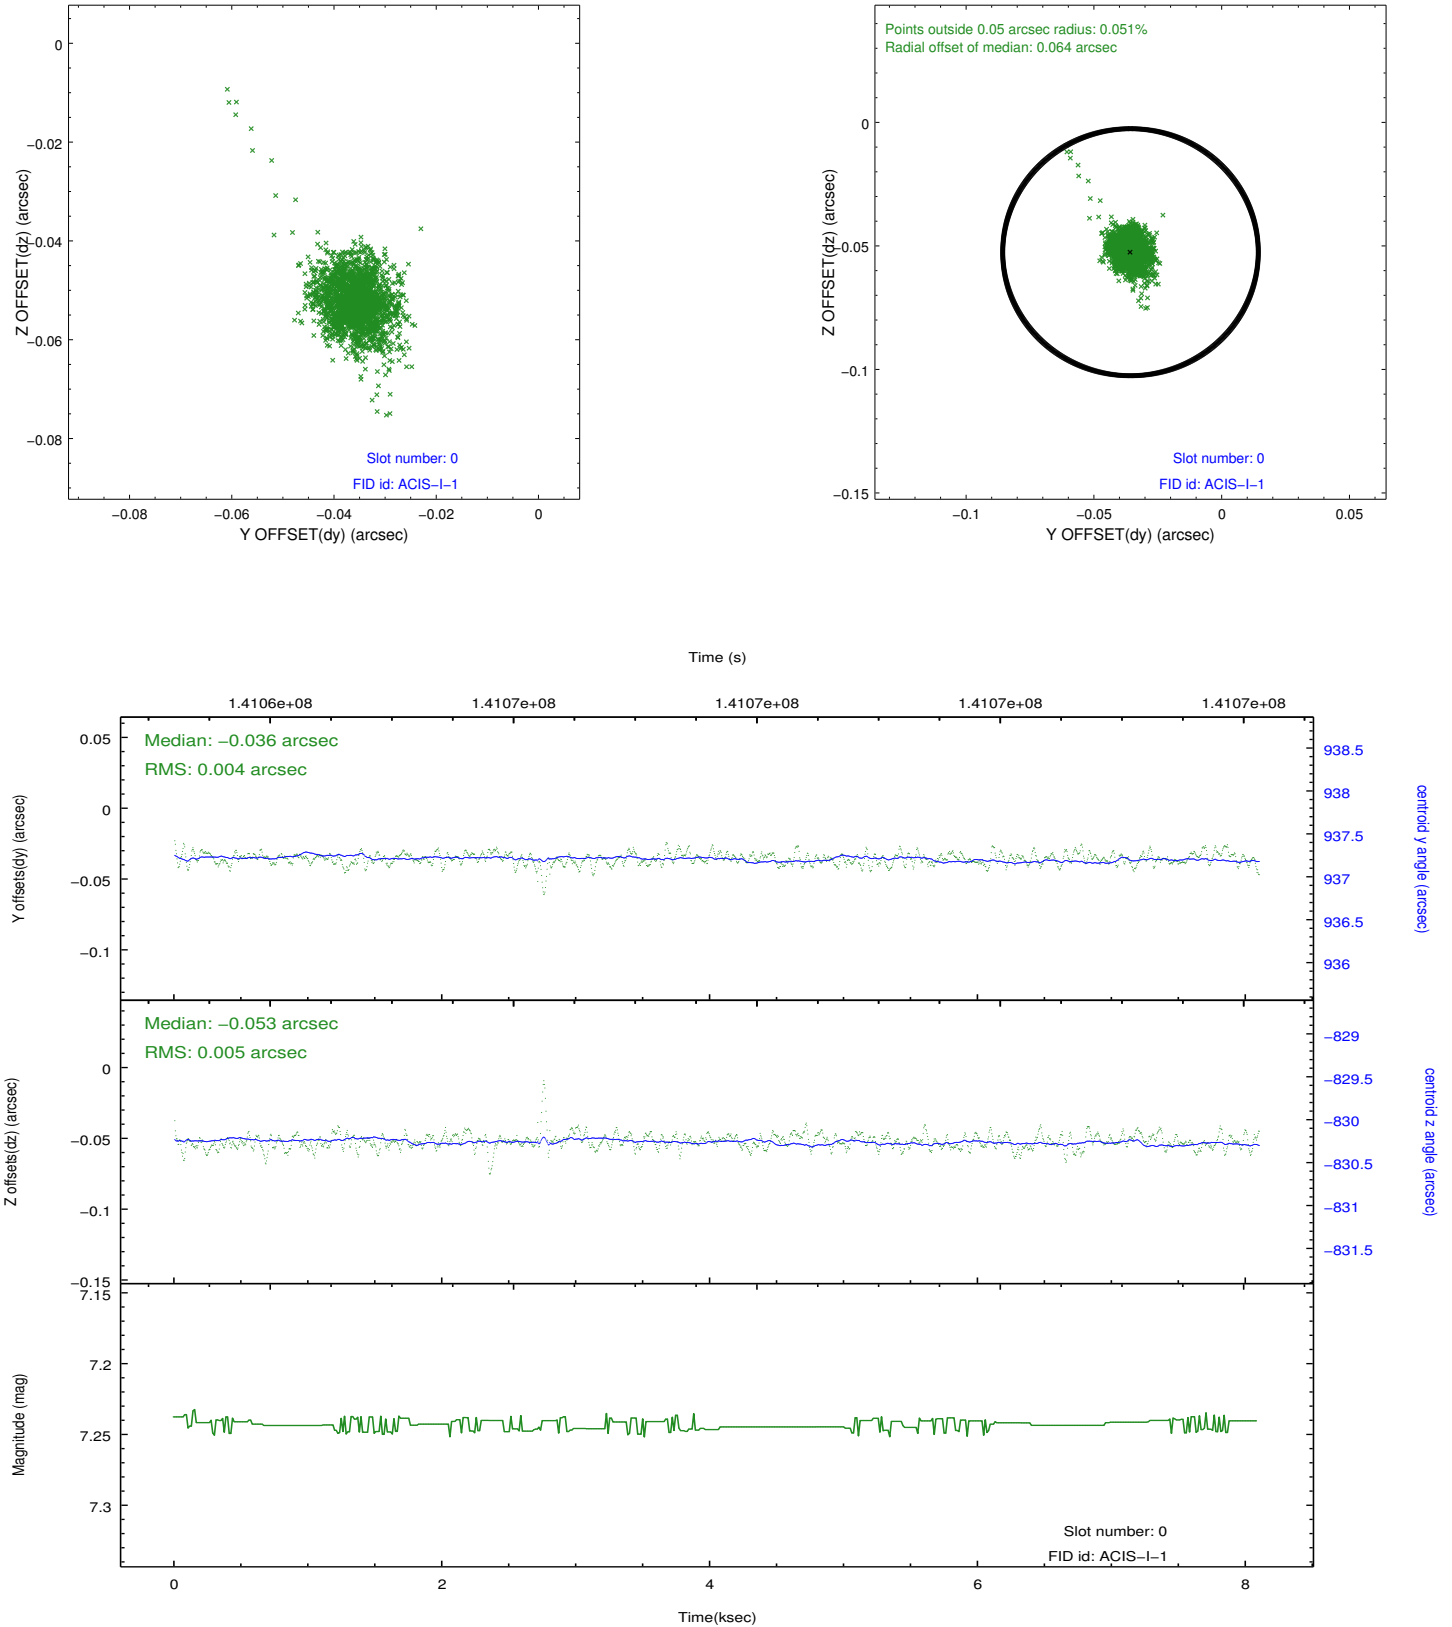 0
−0.02
−0.04
−0.06
−0.08
Z OFFSET(dz) (arcsec)
Slot number: 0
FID id: ACIS−I−1
−0.08
−0.06
−0.04
−0.02
0
Y OFFSET(dy) (arcsec)
Points outside 0.05 arcsec radius: 0.051%
Radial offset of median: 0.064 arcsec
0
−0.05
−0.1
−0.15
Z OFFSET(dz) (arcsec)
Slot number: 0
FID id: ACIS−I−1
−0.1
−0.05
0
0.05
Y OFFSET(dy) (arcsec)
Time (s)
1.4106e+08
1.4107e+08
1.4107e+08
1.4107e+08
1.4107e+08
Median: −0.036 arcsec
RMS: 0.004 arcsec
0.05
0
−0.05
−0.1
Y offsets(dy) (arcsec)
938.5
938
937.5
937
936.5
936
centroid y angle (arcsec)
Median: −0.053 arcsec
RMS: 0.005 arcsec
0
−0.05
−0.1
−0.15
Z offsets(dz) (arcsec)
−829
−829.5
−830
−830.5
−831
−831.5
centroid z angle (arcsec)
7.15
7.2
7.25
7.3
Magnitude (mag)
Slot number: 0
FID id: ACIS−I−1
0
2
4
6
8
Time(ksec)